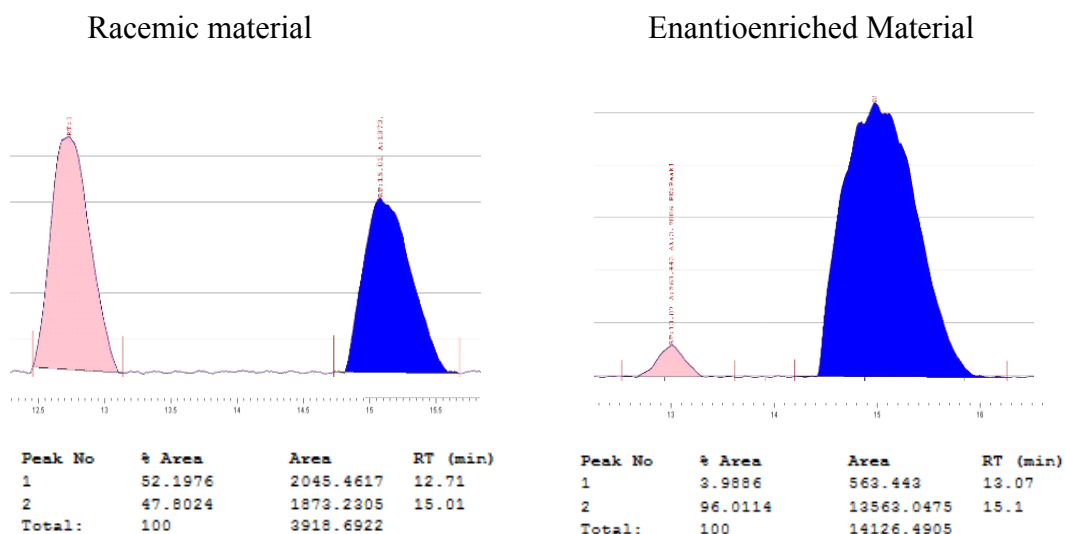 Racemic material
Enantioenriched Material
12.5 13 13.5 14 14.5 15 15.5
13 14 15 16
Peak No % Area Area RT (min)
1 52.1976 2045.4617 12.71
2 47.8024 1873.2305 15.01
Total: 100 3918.6922
Peak No % Area Area RT (min)
1 3.9886 563.443 13.07
2 96.0114 13563.0475 15.1
Total: 100 14126.4905